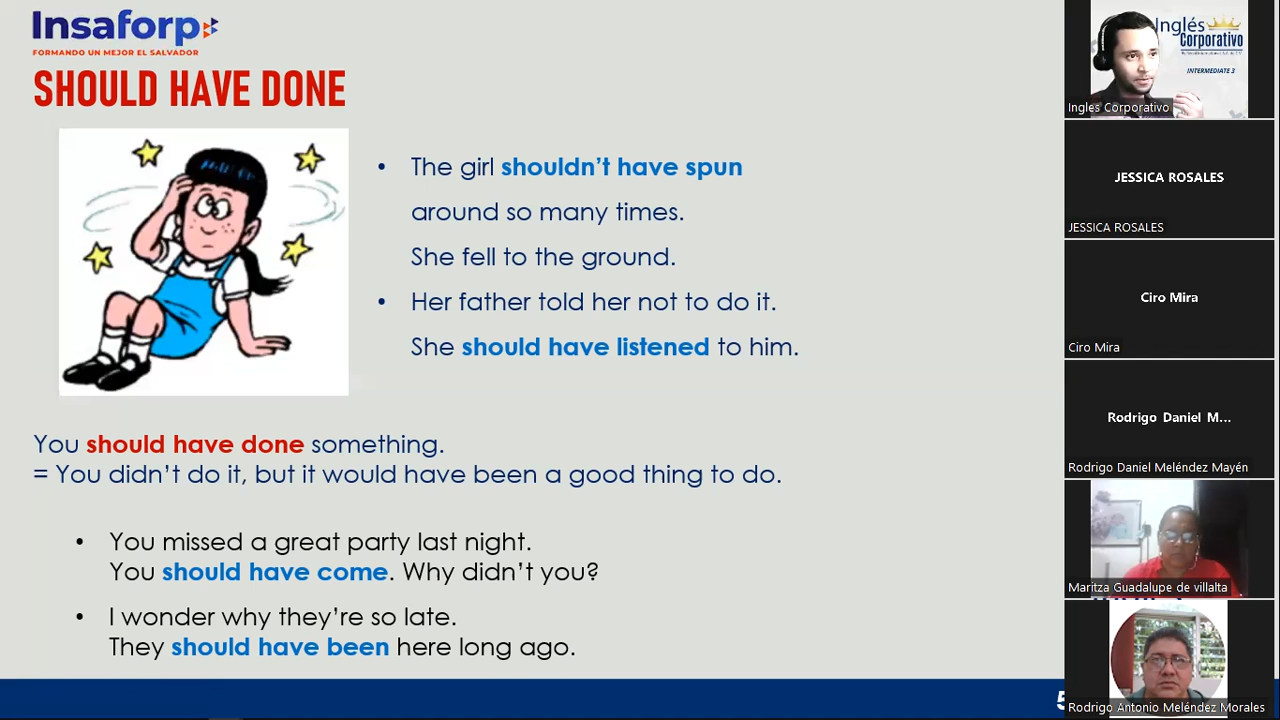 Insaforp
FORMANDO UN MEJOR EL SALVADOR
SHOULD HAVE DONE
• The girl shouldn't have spun
around so many times.
She fell to the ground.
• Her father told her not to do it.
She should have listened to him.
You should have done something.
= You didn't do it, but it would have been a good thing to do.
• You missed a great party last night.
You should have come. Why didn't you?
• I wonder why they're so late.
They should have been here long ago.
5
Inglés
Corporativo
INTERMEDIATE 3
Ingles Corporativo
JESSICA ROSALES
JESSICA ROSALES
Ciro Mira
Ciro Mira
Rodrigo Daniel M...
Rodrigo Daniel Meléndez Mayén
Maritza Guadalupe de villalta
Rodrigo Antonio Meléndez Morales